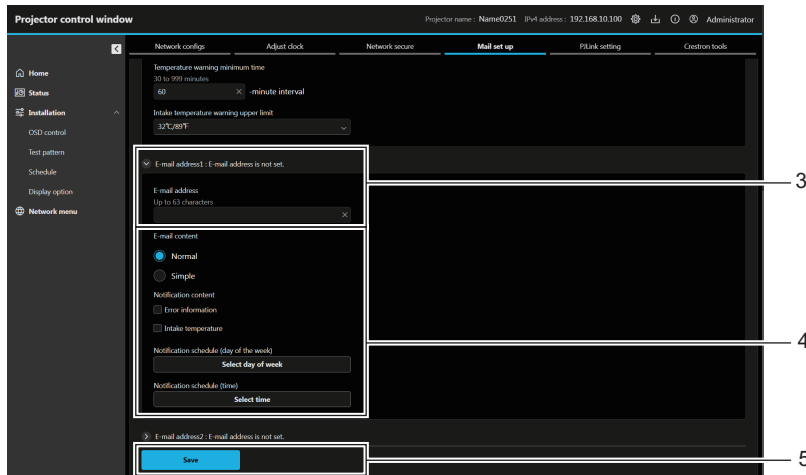 Projector control window
Projector name : Name0251 IPv4 address : 192.168.10.100 Administrator
Network configs Adjust clock Network secure Mail set up PJLink setting Crestron tools
Home
Status
Installation
OSD control
Test pattern
Schedule
Display option
Network menu
Temperature warning minimum time
30 to 999 minutes
60 -minute interval
Intake temperature warning upper limit
32℃/89℉
E-mail address1 : E-mail address is not set.
E-mail address
Up to 63 characters
E-mail content
Normal
Simple
Notification content
Error information
Intake temperature
Notification schedule (day of the week)
Select day of week
Notification schedule (time)
Select time
E-mail address2 : E-mail address is not set.
Save
3
4
5